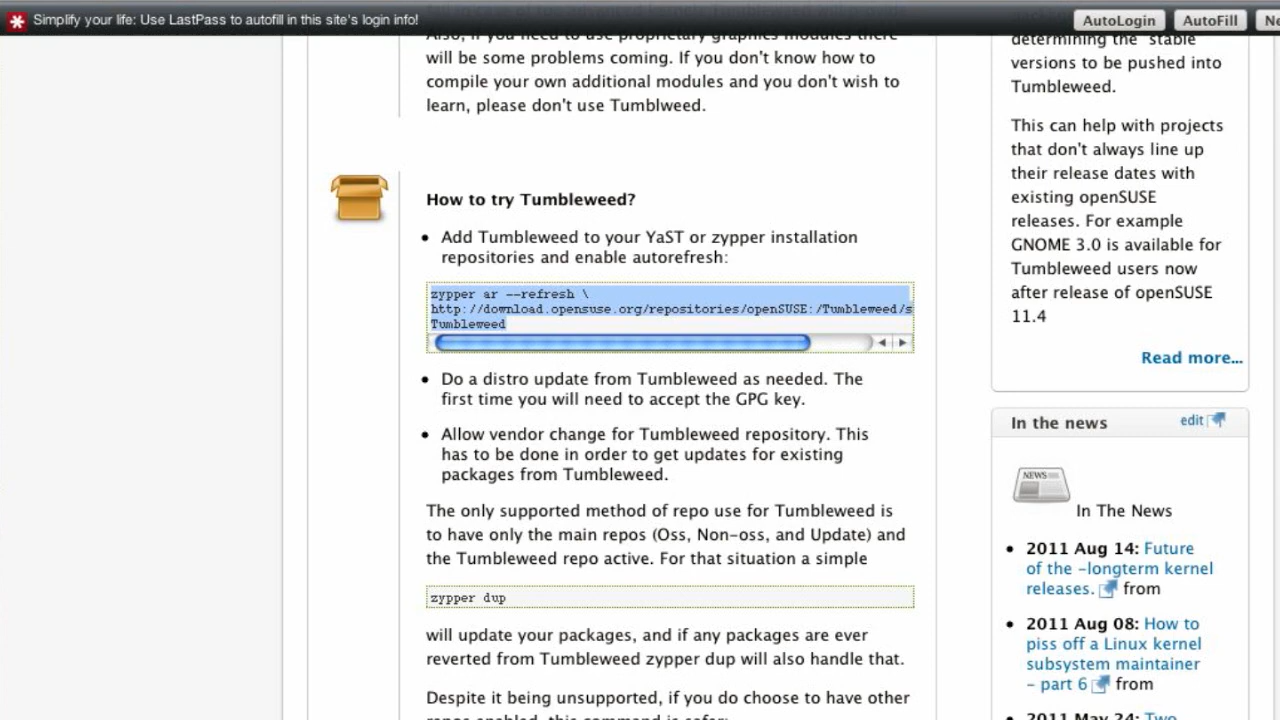 Simplify your life: Use LastPass to autofill in this site's login info!
AutoLogin
AutoFill
Also, if you need to use proprietary graphics modules there
will be some problems coming. If you don't know how to
compile your own additional modules and you don't wish to
learn, please don't use Tumblweed.
How to try Tumbleweed?
• Add Tumbleweed to your YaST or zypper installation
repositories and enable autorefresh:
zypper ar --refresh \
http://download.opensuse.org/repositories/openSUSE:/Tumbleweed/s
Tumbleweed
• Do a distro update from Tumbleweed as needed. The
first time you will need to accept the GPG key.
• Allow vendor change for Tumbleweed repository. This
has to be done in order to get updates for existing
packages from Tumbleweed.
The only supported method of repo use for Tumbleweed is
to have only the main repos (Oss, Non-oss, and Update) and
the Tumbleweed repo active. For that situation a simple
zypper dup
will update your packages, and if any packages are ever
reverted from Tumbleweed zypper dup will also handle that.
Despite it being unsupported, if you do choose to have other
repos enabled, this command is safer:
determining the "stable"
versions to be pushed into
Tumbleweed.
This can help with projects
that don't always line up
their release dates with
existing openSUSE
releases. For example
GNOME 3.0 is available for
Tumbleweed users now
after release of openSUSE
11.4
Read more...
In the news
edit
NEWS
In The News
• 2011 Aug 14: Future
of the -longterm kernel
releases. from
• 2011 Aug 08: How to
piss off a Linux kernel
subsystem maintainer
- part 6 from
• 2011 May 24: Two